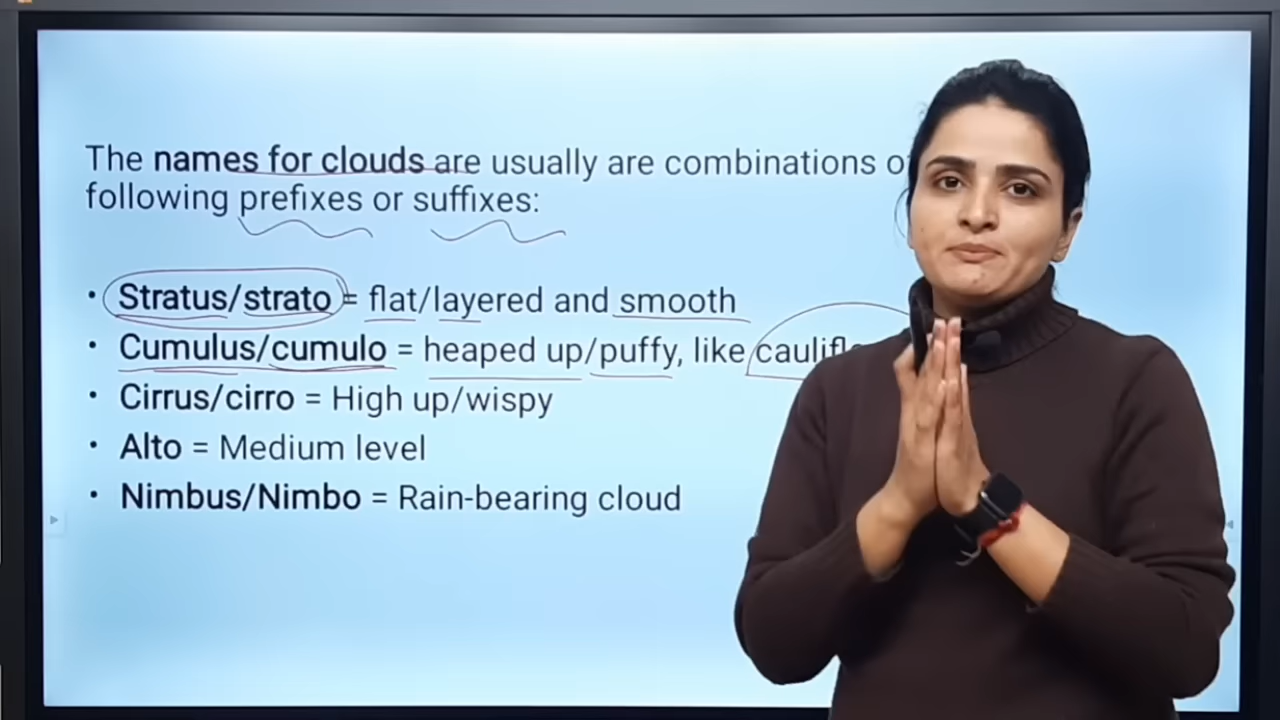 The names for clouds are usually are combinations
following prefixes or suffixes:
• Stratus/strato = flat/layered and smooth
• Cumulus/cumulo = heaped up/puffy, like
• Cirrus/cirro = High up/wispy
• Alto = Medium level
• Nimbus/Nimbo = Rain-bearing cloud